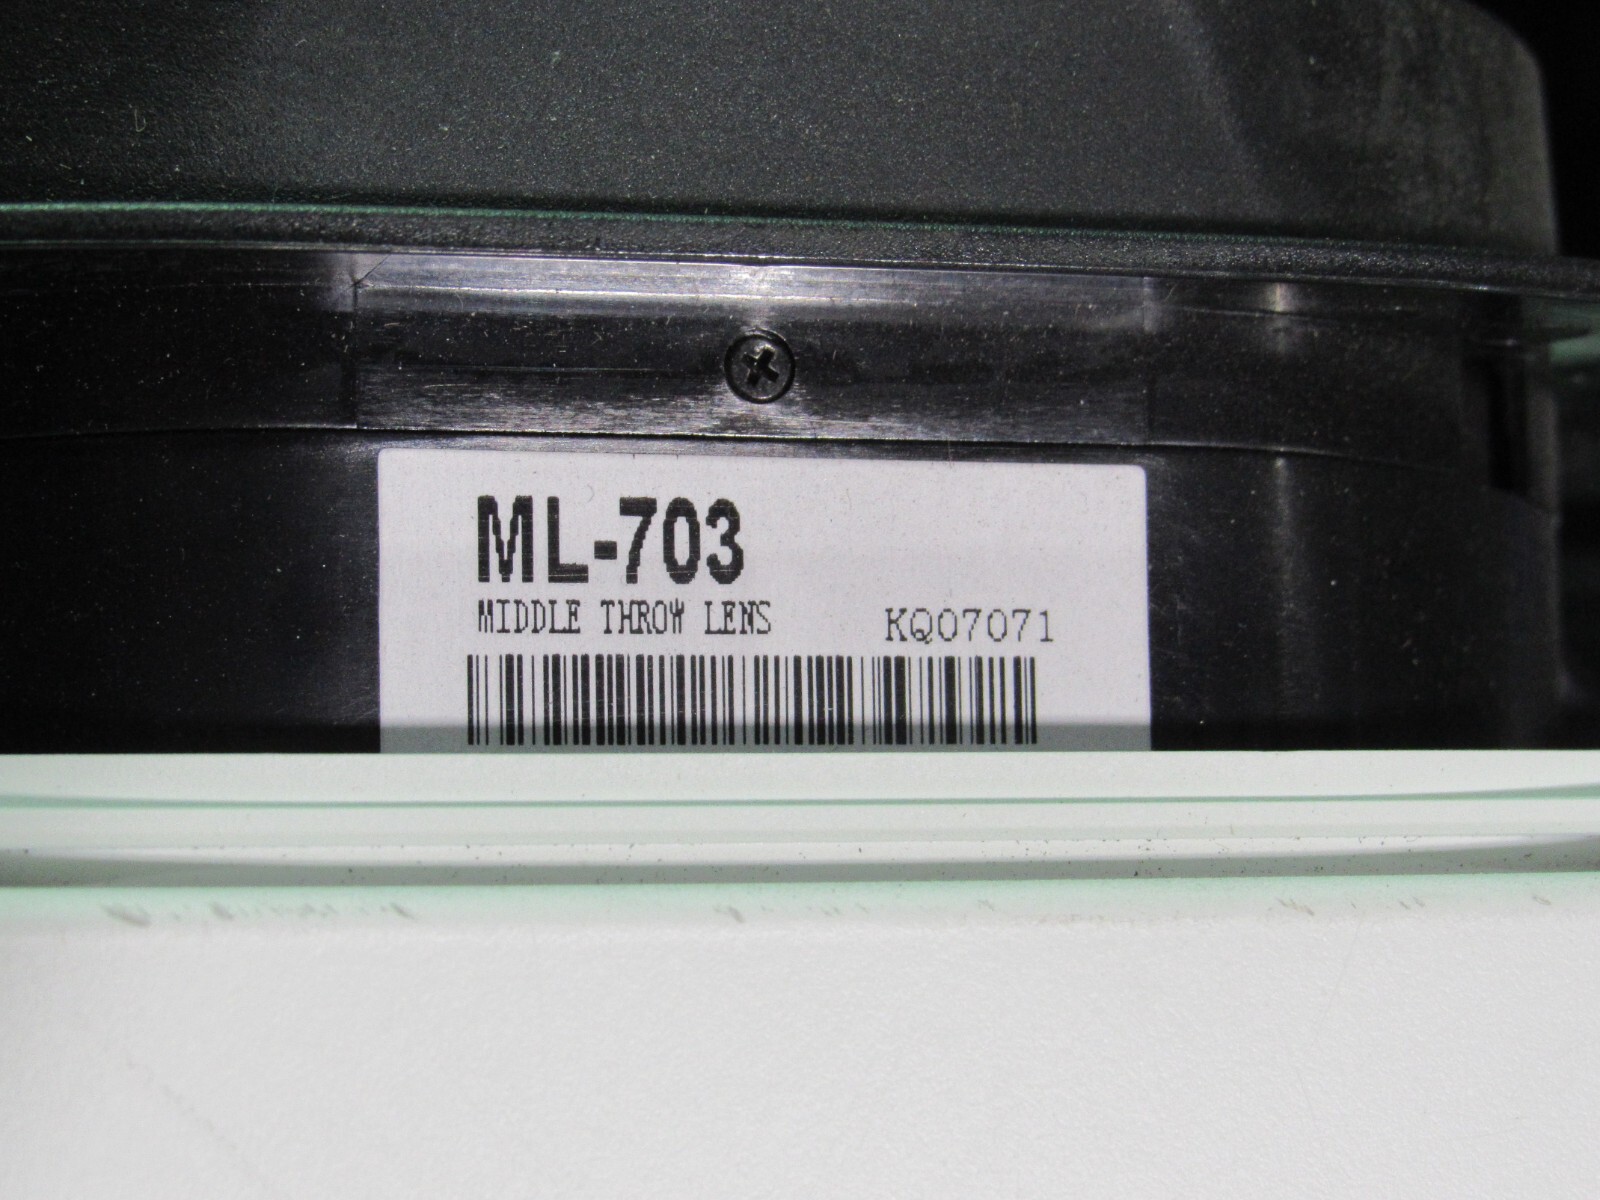 ML-703
MIDDLE THROW LENS KQ07071